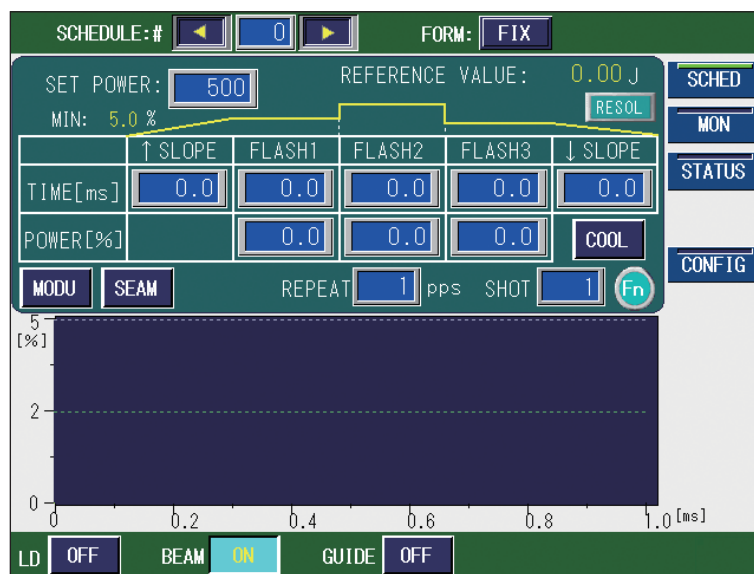 SCHEDULE:# ◀ 0 ▶ FORM: FIX
SET POWER: 500 REFERENCE VALUE: 0.00 J
MIN: 5.0 % RESOL
↑ SLOPE FLASH1 FLASH2 FLASH3 ↓ SLOPE
TIME[ms] 0.0 0.0 0.0 0.0 0.0
POWER[%] 0.0 0.0 0.0 COOL
MODU SEAM REPEAT 1 pps SHOT 1 Fn
SCHED
MON
STATUS
CONFIG
5
[%]
2
0
0 0.2 0.4 0.6 0.8 1.0 [ms]
LD OFF BEAM ON GUIDE OFF